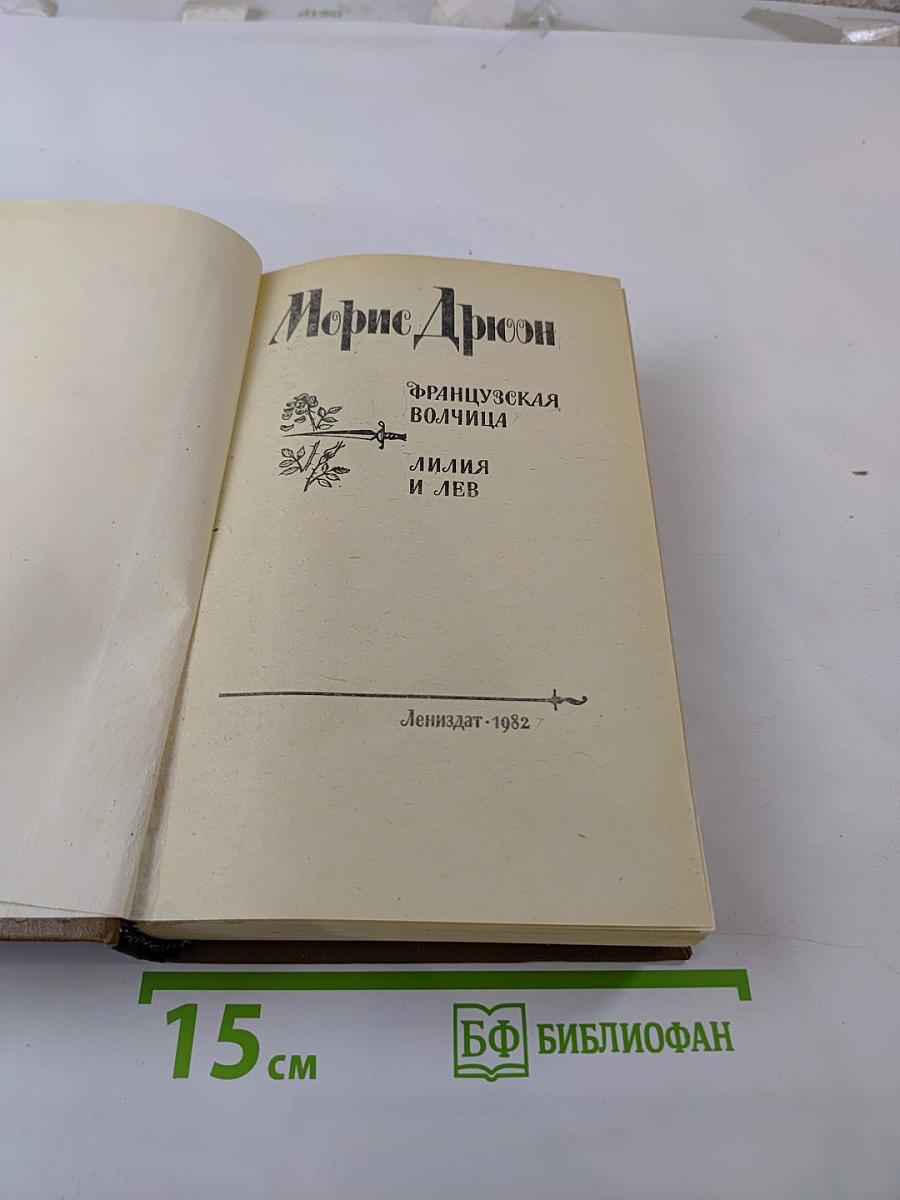 Морис Дрюон
ФРАНЦУЗСКАЯ
ВОЛЧИЦА
ЛИЛИЯ
И ЛЕВ
Лениздат·1982
15 см
БФ БИБЛИОФАН